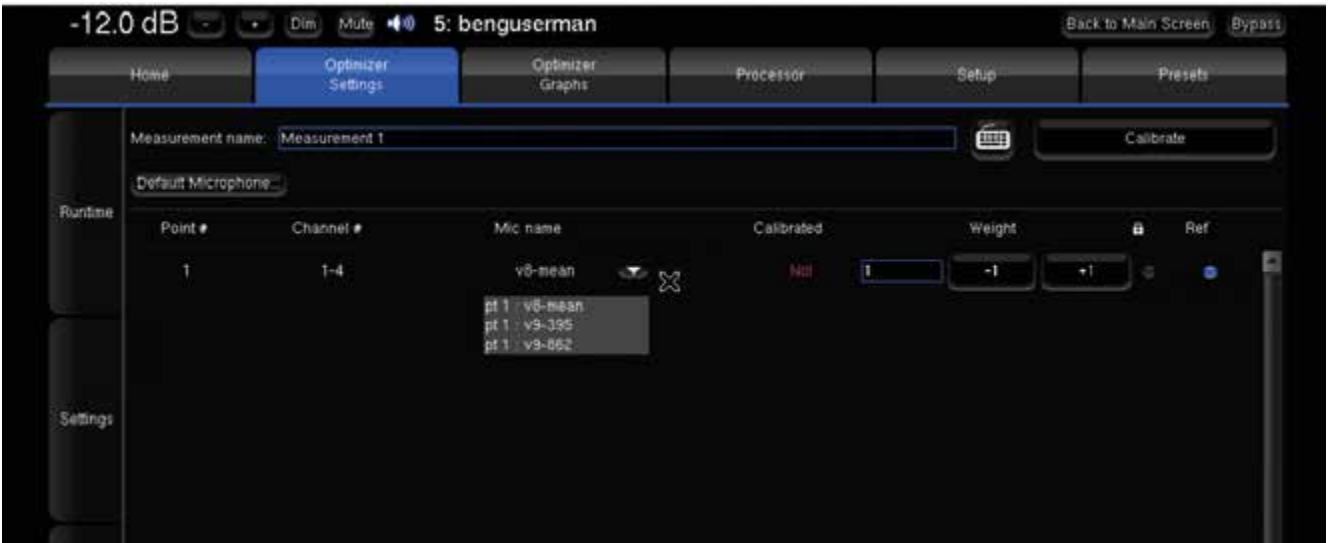 -12.0 dB - + Dim Mute 5: benguserman Back to Main Screen Bypass
Home
Optimizer
Settings
Optimizer
Graphs
Processor
Setup
Presets
Measurement name: Measurement 1 Calibrate
Default Microphone...
Runtime
Point # Channel # Mic name Calibrated Weight Ref
1 1-4 v8-mean Not 1 -1 +1
pt 1 : v8-mean
pt 1 : v9-395
pt 1 : v9-862
Settings